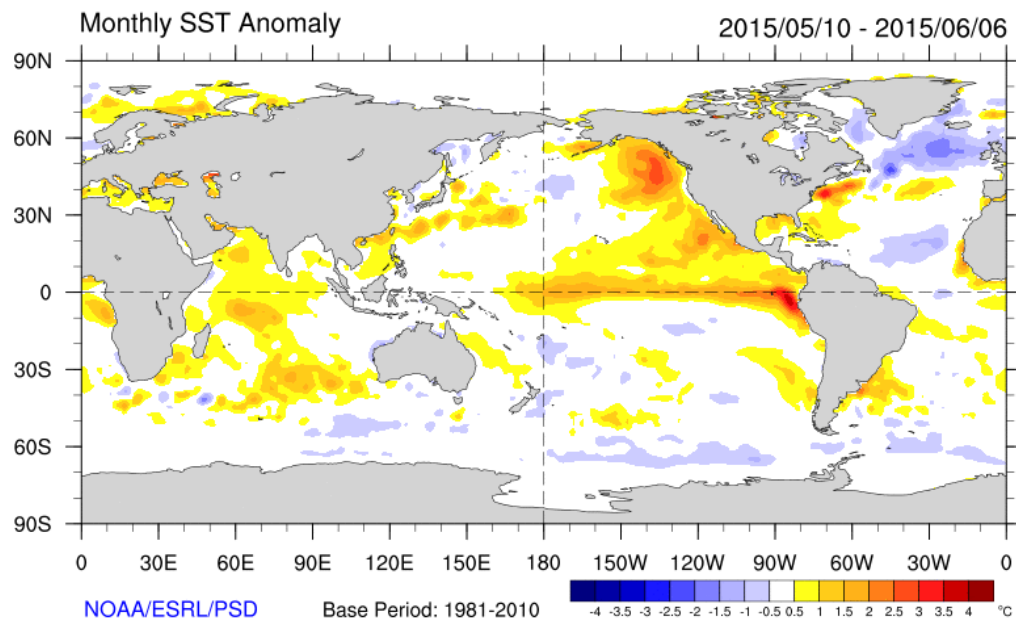 Monthly SST Anomaly 2015/05/10 - 2015/06/06
90N
60N
30N
0
30S
60S
90S
0 30E 60E 90E 120E 150E 180 150W 120W 90W 60W 30W 0
NOAA/ESRL/PSD Base Period: 1981-2010
-4 -3.5 -3 -2.5 -2 -1.5 -1 -0.5 0.5 1 1.5 2 2.5 3 3.5 4 °C